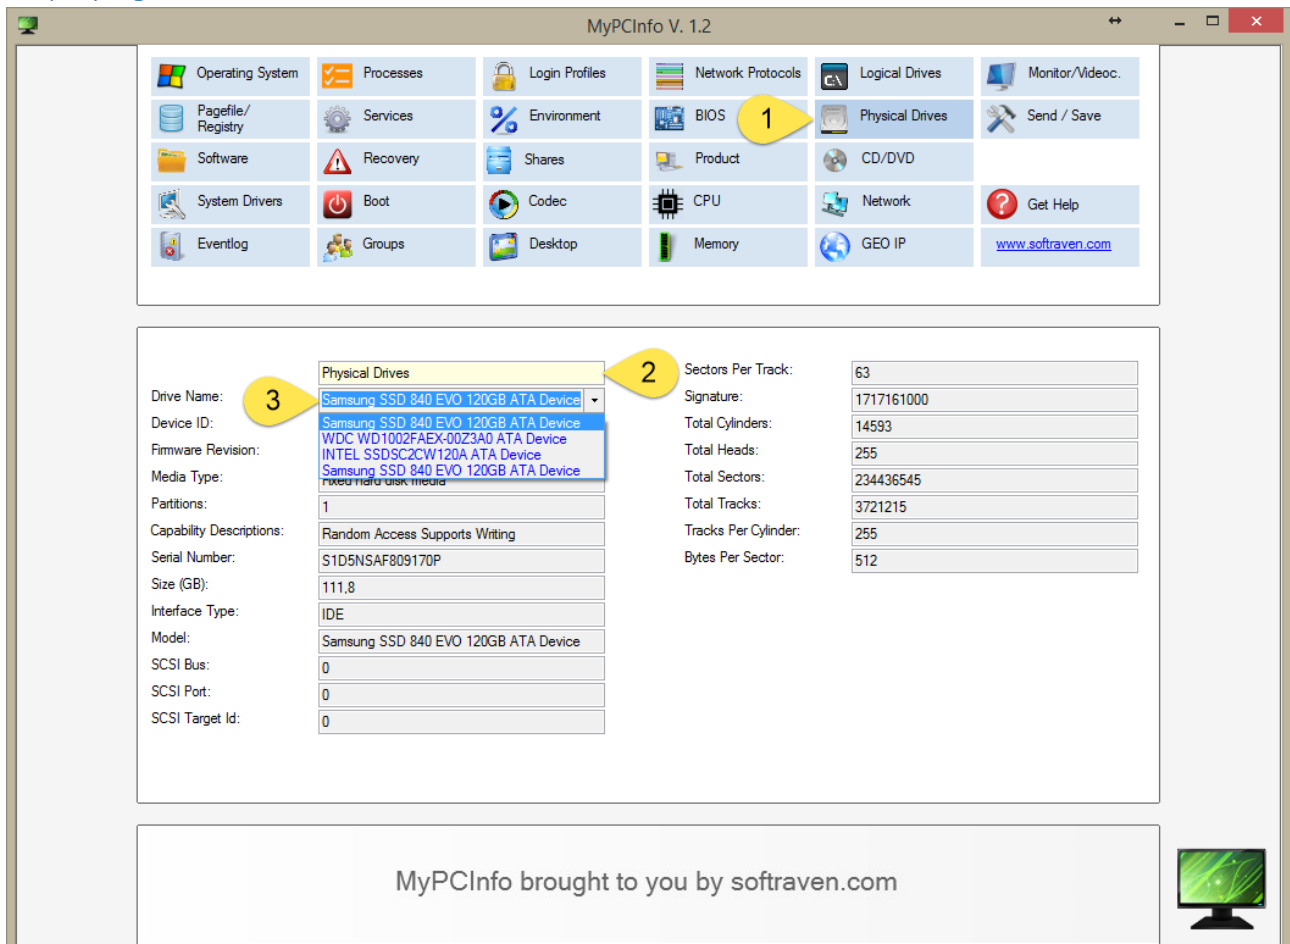 MyPCInfo V. 1.2
Operating System
Processes
Login Profiles
Network Protocols
C:\
Logical Drives
Monitor/Videoc.
Pagefile/
Registry
Services
Environment
BIOS
1
Physical Drives
Send / Save
Software
Recovery
Shares
Product
CD/DVD
System Drivers
Boot
Codec
CPU
Network
Get Help
Eventlog
Groups
Desktop
Memory
GEO IP
www.softraven.com
Physical Drives
2
Drive Name:
3
Samsung SSD 840 EVO 120GB ATA Device
Samsung SSD 840 EVO 120GB ATA Device
WDC WD1002FAEX-00Z3A0 ATA Device
INTEL SSDSC2CW120A ATA Device
Samsung SSD 840 EVO 120GB ATA Device
Device ID:
Firmware Revision:
Media Type:
Fixed hard disk media
Partitions:
1
Capability Descriptions:
Random Access Supports Writing
Serial Number:
S1D5NSAF809170P
Size (GB):
111,8
Interface Type:
IDE
Model:
Samsung SSD 840 EVO 120GB ATA Device
SCSI Bus:
0
SCSI Port:
0
SCSI Target Id:
0
Sectors Per Track:
63
Signature:
1717161000
Total Cylinders:
14593
Total Heads:
255
Total Sectors:
234436545
Total Tracks:
3721215
Tracks Per Cylinder:
255
Bytes Per Sector:
512
MyPCInfo brought to you by softraven.com